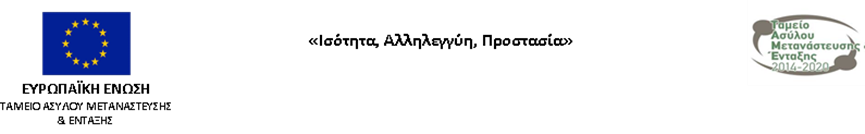 «Ισότητα, Αλληλεγγύη, Προστασία»
ΕΥΡΩΠΑΪΚΗ ΕΝΩΣΗ
ΤΑΜΕΙΟ ΑΣΥΛΟΥ ΜΕΤΑΝΑΣΤΕΥΣΗΣ
& ΕΝΤΑΞΗΣ
Ταμείο
Ασύλου
Μετανάστευσης &
Ένταξης
2014-2020